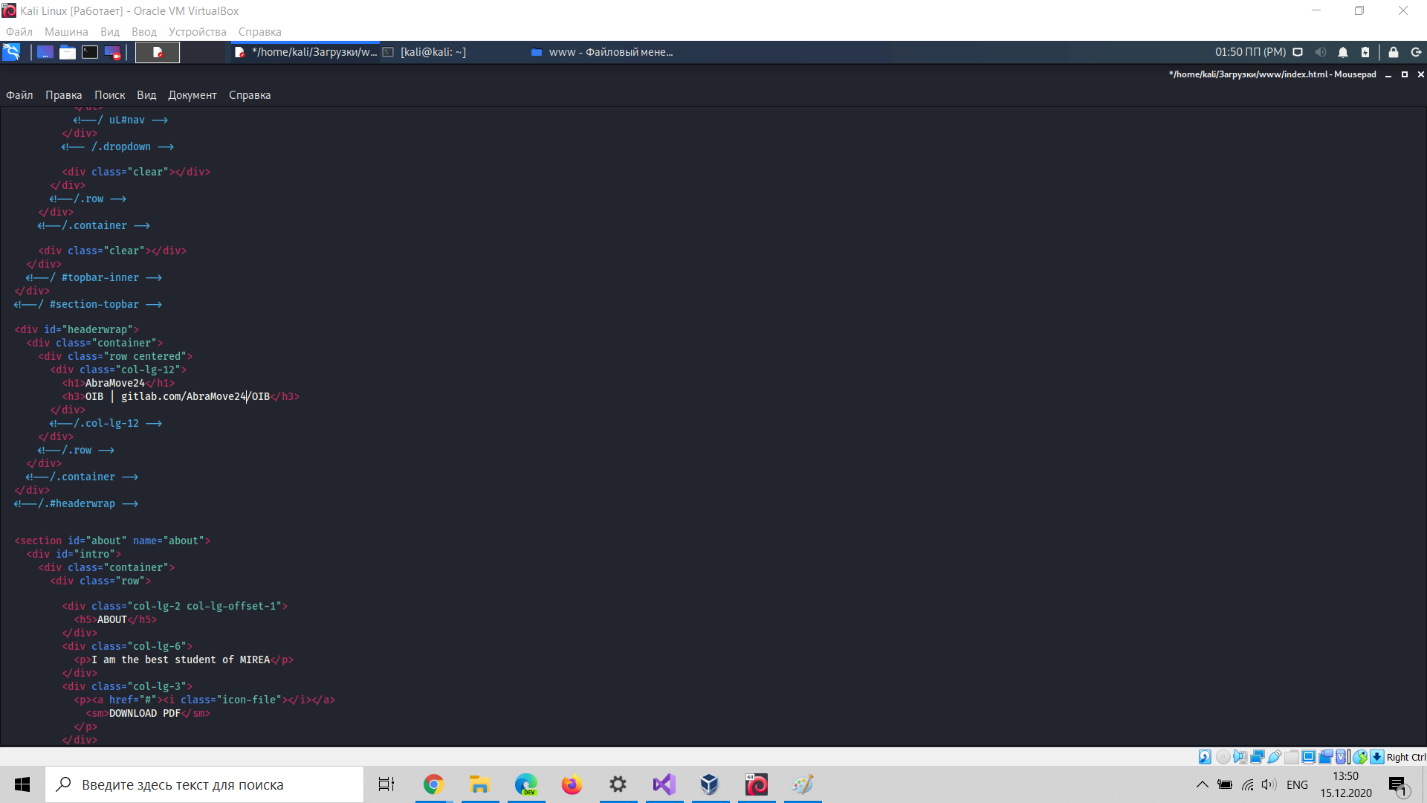 Kali Linux [Работает] - Oracle VM VirtualBox
Файл Машина Вид Ввод Устройства Справка
*/home/kali/Загрузки/w... [kali@kali: ~] www - Файловый мене... 01:50 ПП (PM)
*/home/kali/Загрузки/www/index.html - Mousepad
Файл Правка Поиск Вид Документ Справка
<!--/ uL#nav -->
</div>
<!-- /.dropdown -->
<div class="clear"></div>
</div>
<!--/.row -->
</div>
<!--/.container -->
<div class="clear"></div>
</div>
<!--/ #topbar-inner -->
</div>
<!--/ #section-topbar -->
<div id="headerwrap">
<div class="container">
<div class="row centered">
<div class="col-lg-12">
<h1>AbraMove24</h1>
<h3>OIB | gitlab.com/AbraMove24/OIB</h3>
</div>
<!--/.col-lg-12 -->
</div>
<!--/.row -->
</div>
<!--/.container -->
</div>
<!--/.#headerwrap -->
<section id="about" name="about">
<div id="intro">
<div class="container">
<div class="row">
<div class="col-lg-2 col-lg-offset-1">
<h5>ABOUT</h5>
</div>
<div class="col-lg-6">
<p>I am the best student of MIREA</p>
</div>
<div class="col-lg-3">
<p><a href="#"><i class="icon-file"></i></a>
<sm>DOWNLOAD PDF</sm>
</p>
</div>
Right Ctrl
Введите здесь текст для поиска
DEV
64
ENG
13:50
15.12.2020
1